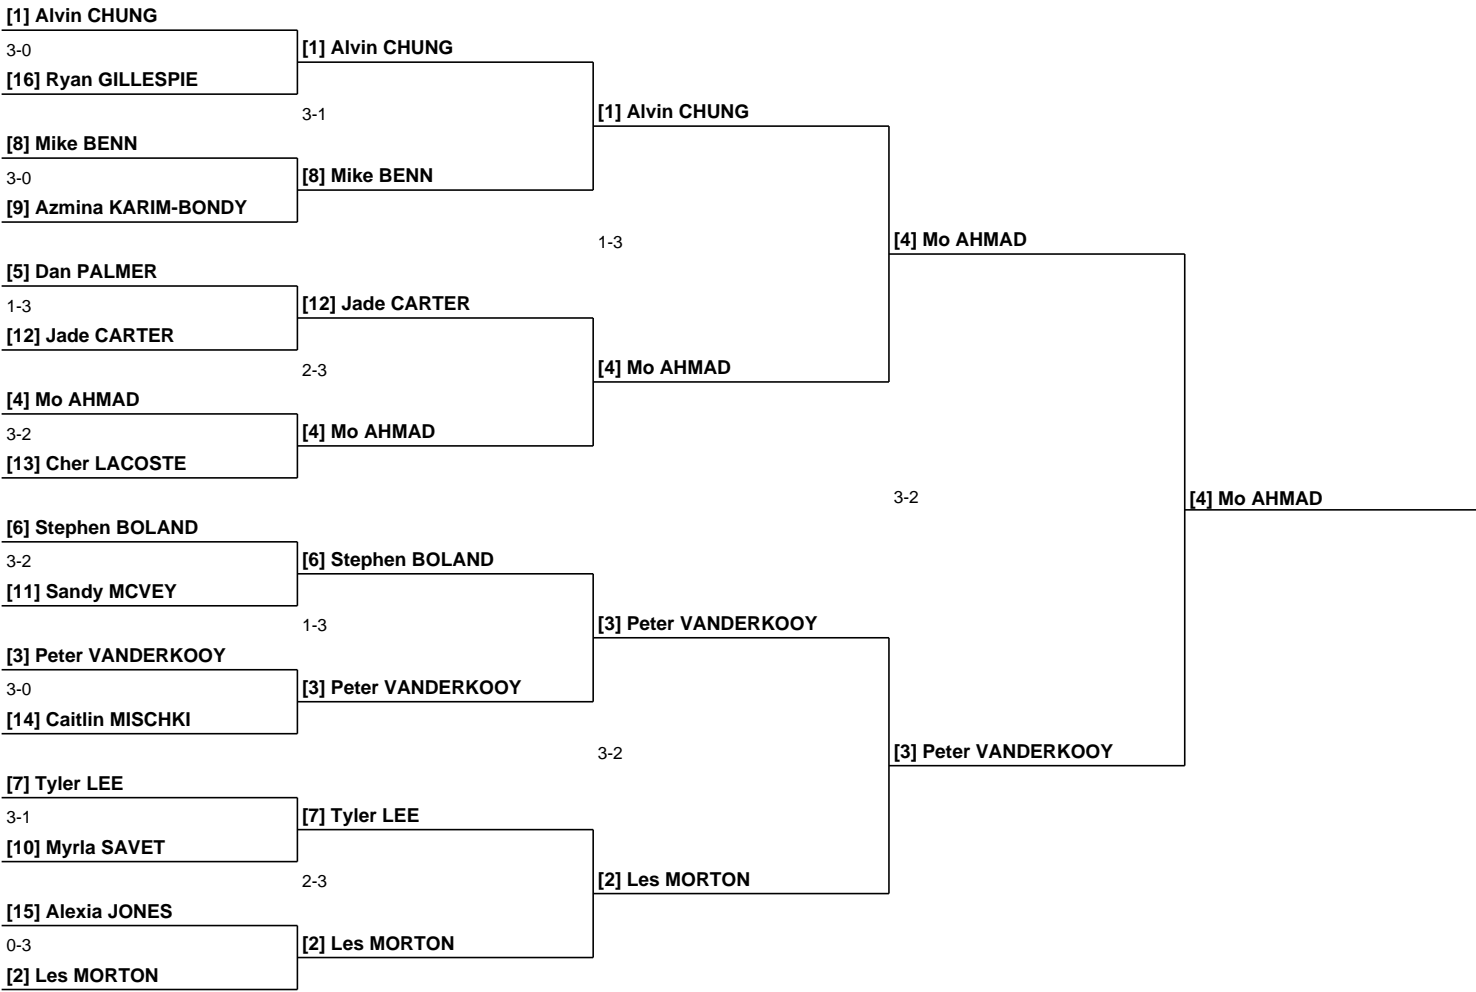 [1] Alvin CHUNG
3-0
[16] Ryan GILLESPIE
[8] Mike BENN
3-0
[9] Azmina KARIM-BONDY
[5] Dan PALMER
1-3
[12] Jade CARTER
[4] Mo AHMAD
3-2
[13] Cher LACOSTE
[6] Stephen BOLAND
3-2
[11] Sandy MCVEY
[3] Peter VANDERKOOY
3-0
[14] Caitlin MISCHKI
[7] Tyler LEE
3-1
[10] Myrla SAVET
[15] Alexia JONES
0-3
[2] Les MORTON
[1] Alvin CHUNG
3-1
[8] Mike BENN
[12] Jade CARTER
2-3
[4] Mo AHMAD
[6] Stephen BOLAND
1-3
[3] Peter VANDERKOOY
[7] Tyler LEE
2-3
[2] Les MORTON
[1] Alvin CHUNG
1-3
[4] Mo AHMAD
[3] Peter VANDERKOOY
3-2
[2] Les MORTON
[4] Mo AHMAD
3-2
[3] Peter VANDERKOOY
[4] Mo AHMAD